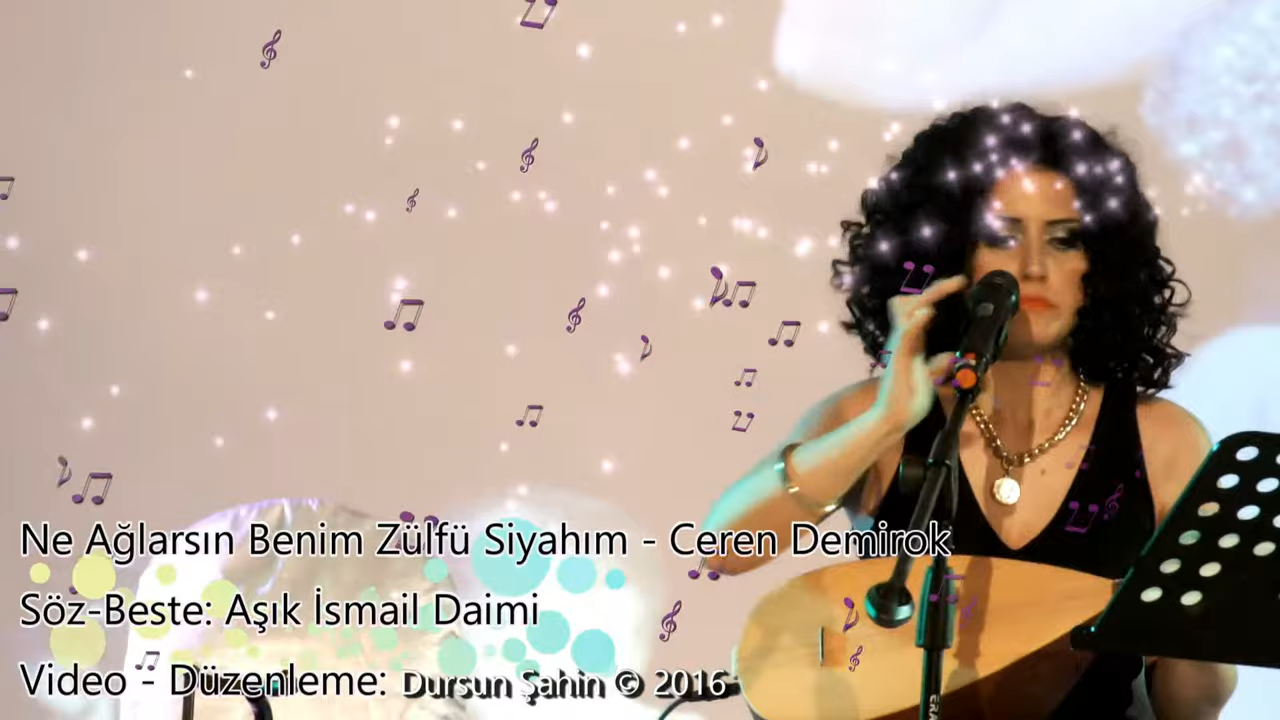 Ne Ağlarsın Benim Zülfü Siyahım - Ceren Demirok
Söz-Beste: Aşık İsmail Daimi
Video - Düzenleme: Dursun Şahin © 2016